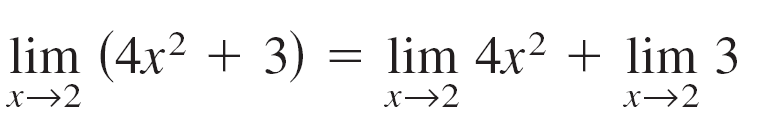 lim (4x² + 3) = lim 4x² + lim 3
x→2 x→2 x→2